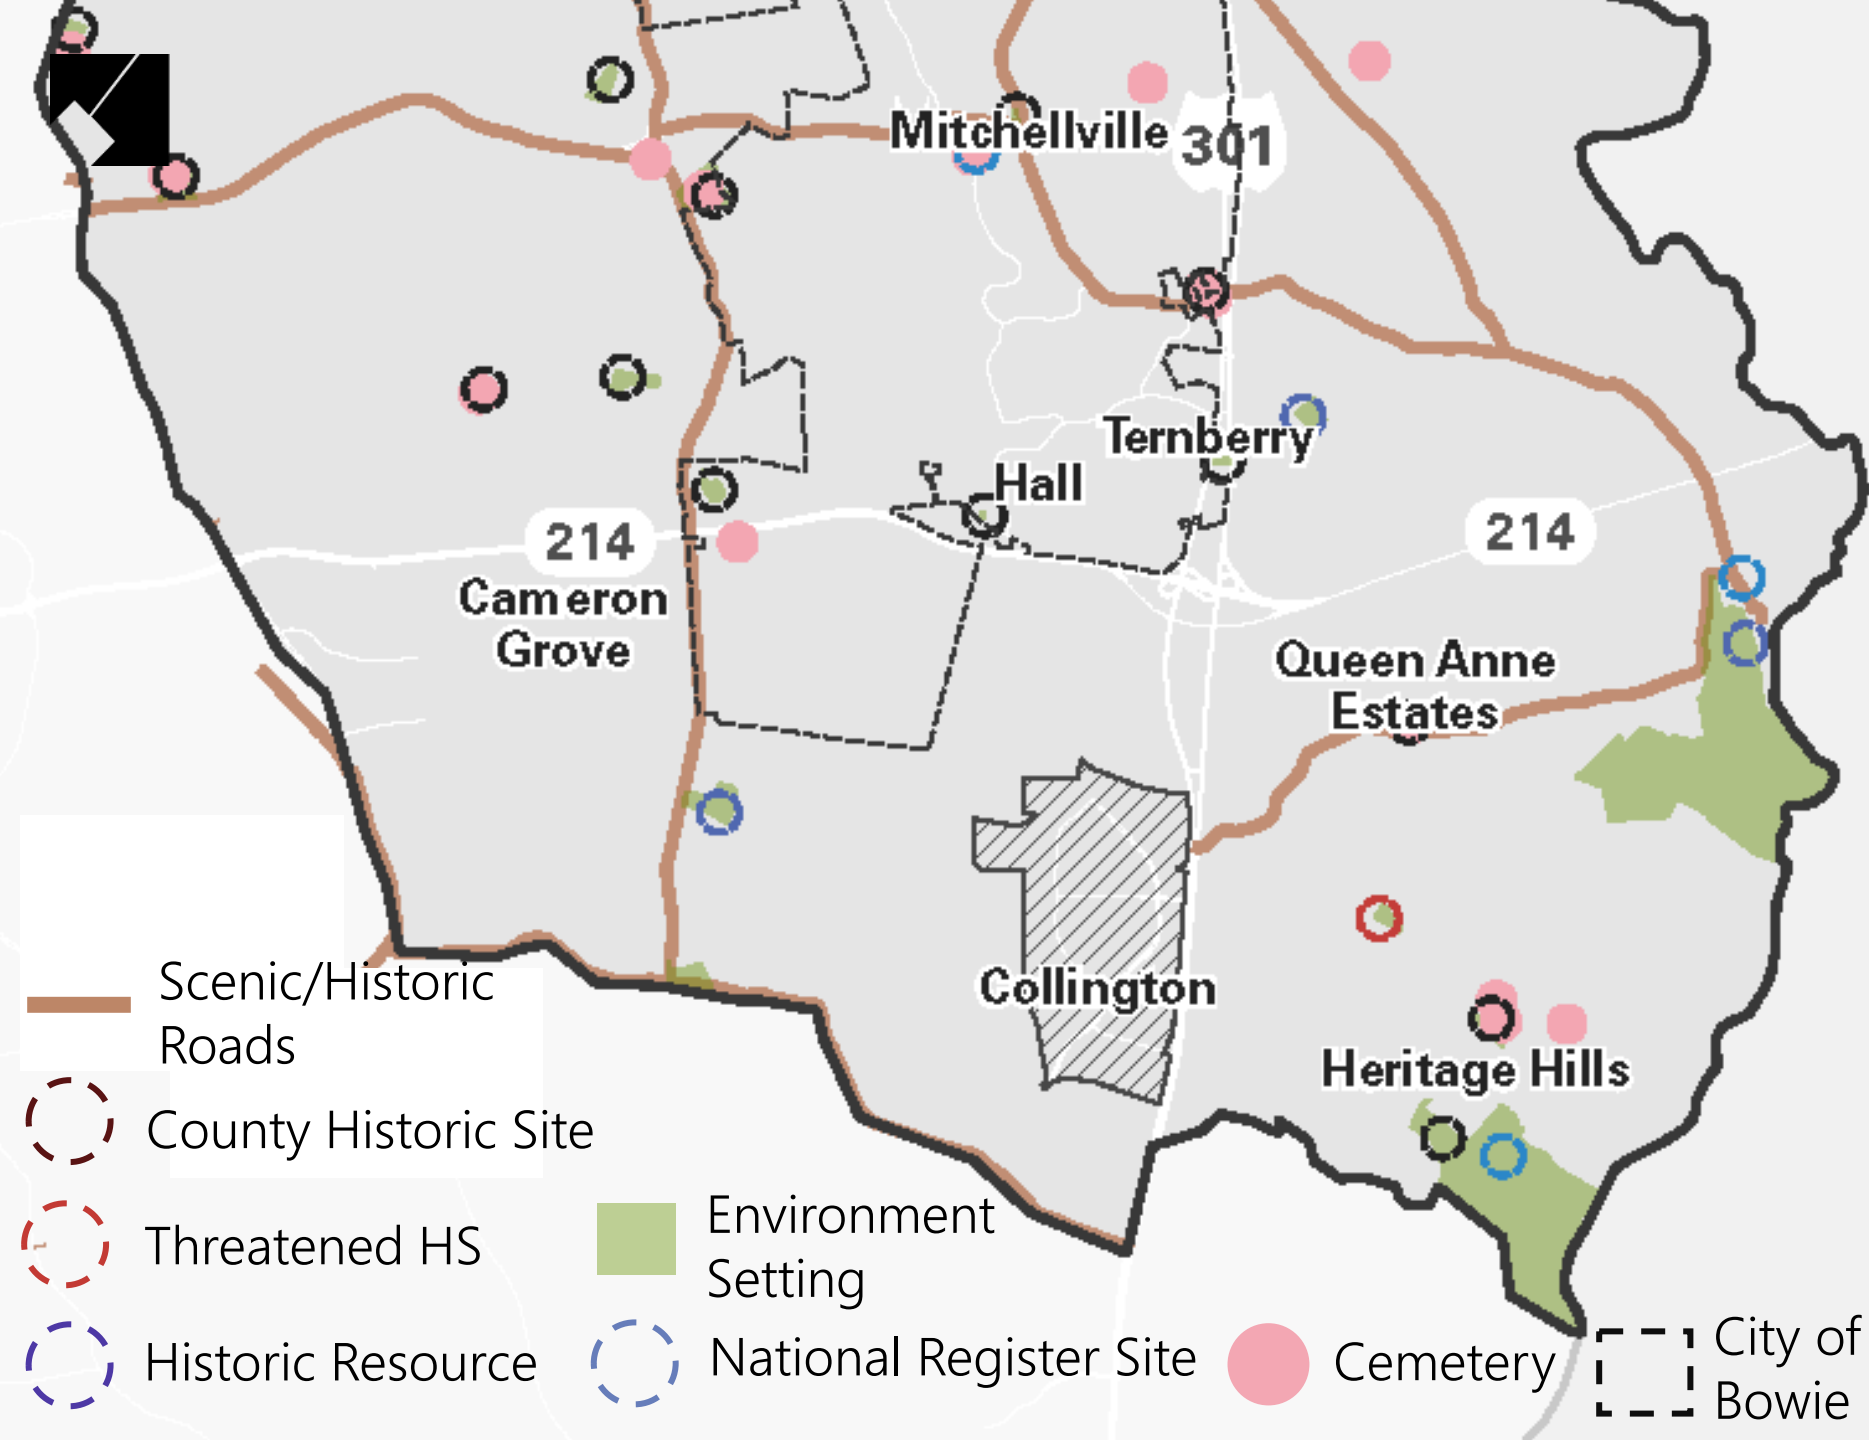 Mitchellville
301
Ternberry
Hall
214
214
Cameron
Grove
Queen Anne
Estates
Collington
Heritage Hills
Scenic/Historic
Roads
County Historic Site
Threatened HS
Environment
Setting
Historic Resource
National Register Site
Cemetery
City of
Bowie